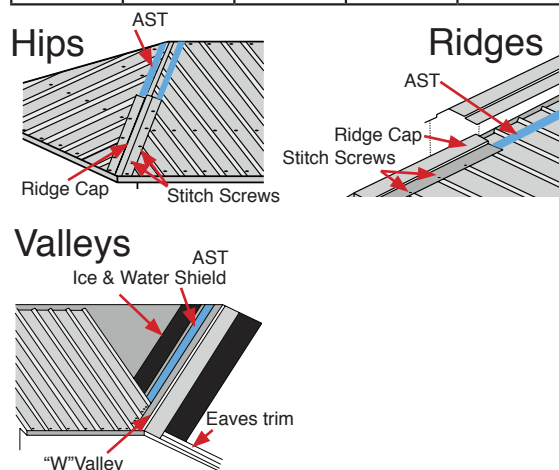 Hips
AST
Ridge Cap
Stitch Screws
Ridges
AST
Ridge Cap
Stitch Screws
Valleys
AST
Ice & Water Shield
Eaves trim
“W”Valley